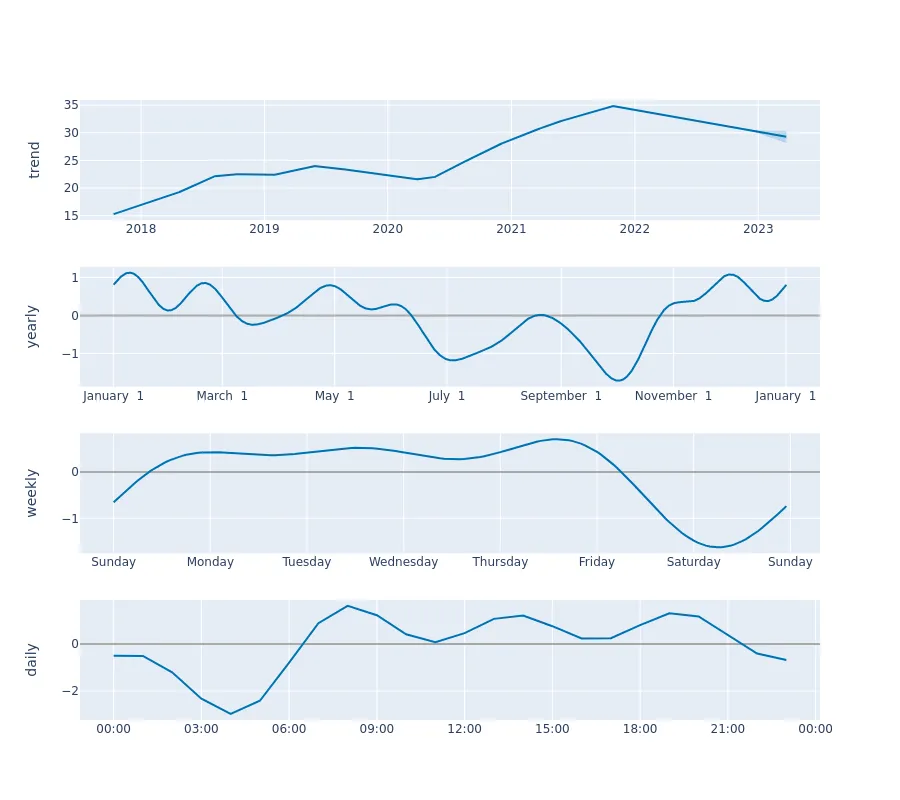 trend
35
30
25
20
15
2018 2019 2020 2021 2022 2023
yearly
1
0
−1
January 1 March 1 May 1 July 1 September 1 November 1 January 1
weekly
0
−1
Sunday Monday Tuesday Wednesday Thursday Friday Saturday Sunday
daily
0
−2
00:00 03:00 06:00 09:00 12:00 15:00 18:00 21:00 00:00